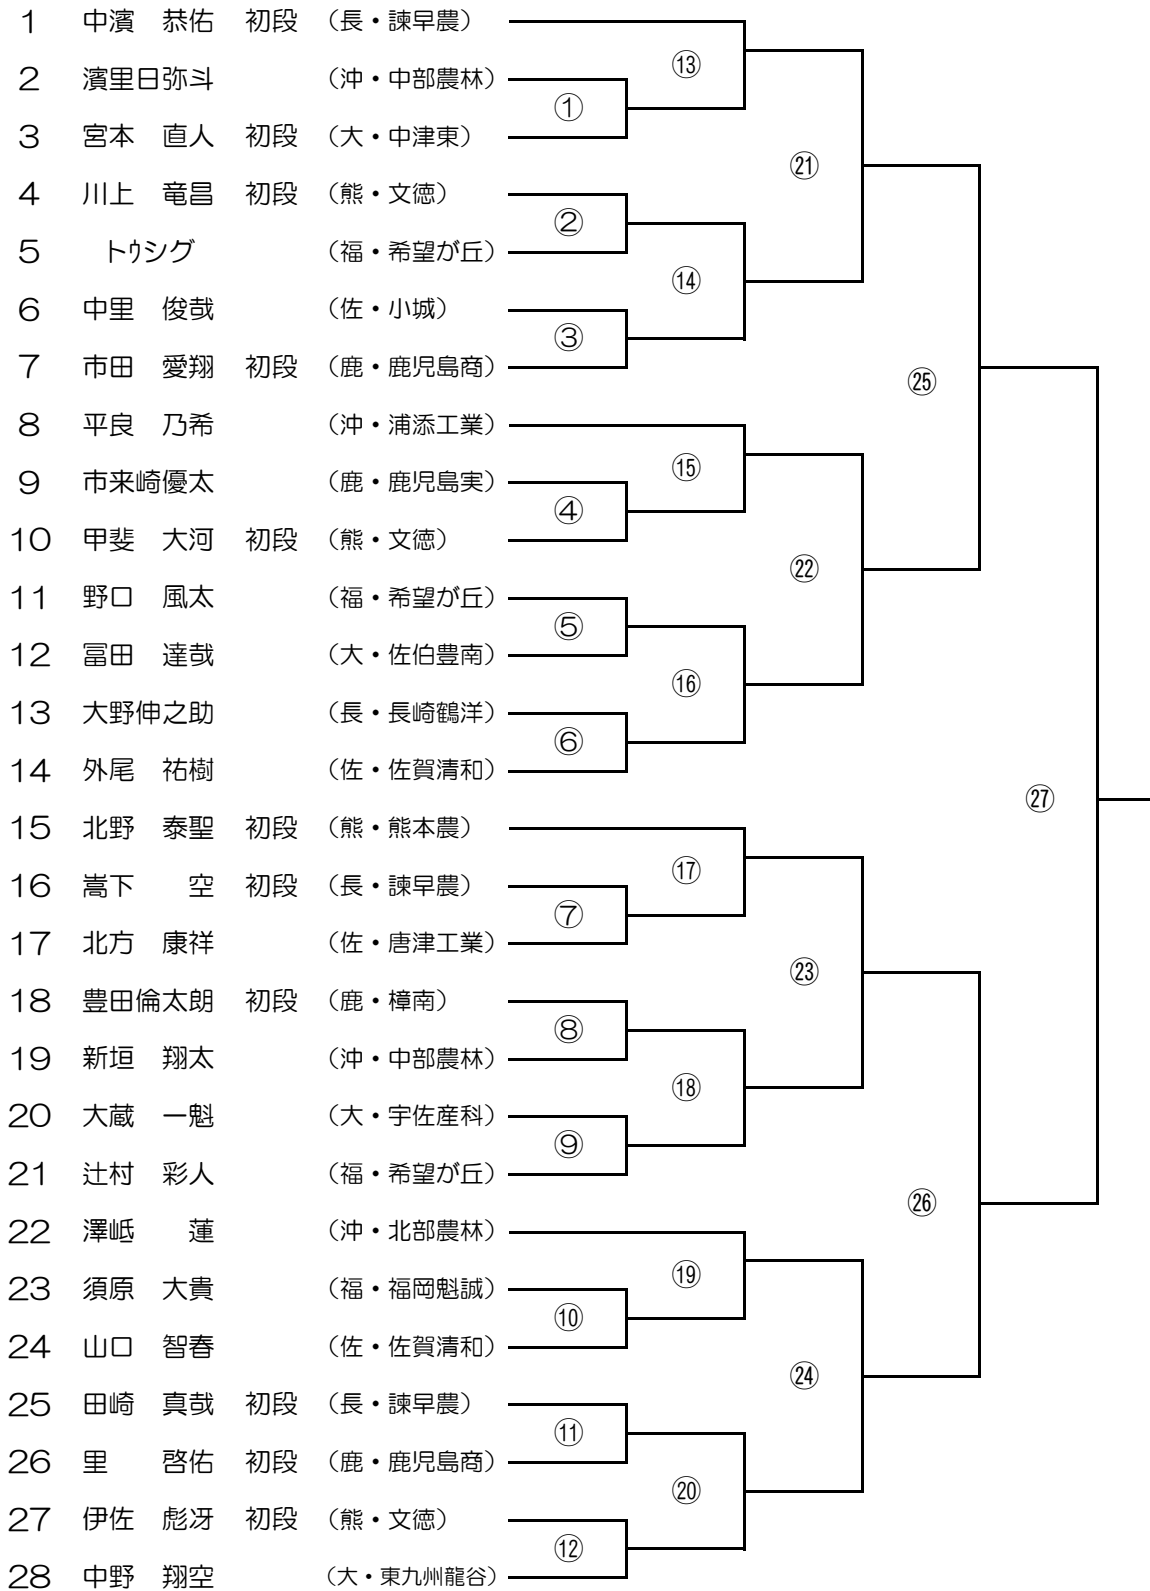 1 中濱 恭佑 初段 （長・諫早農）
⑬
2 濱里日弥斗 （沖・中部農林）
①
3 宮本 直人 初段 （大・中津東）
㉑
4 川上 竜昌 初段 （熊・文徳）
②
5 トゥシグ （福・希望が丘）
⑭
6 中里 俊哉 （佐・小城）
③
7 市田 愛翔 初段 （鹿・鹿児島商）
㉕
8 平良 乃希 （沖・浦添工業）
⑮
9 市来崎優太 （鹿・鹿児島実）
④
10 甲斐 大河 初段 （熊・文徳）
㉒
11 野口 風太 （福・希望が丘）
⑤
12 冨田 達哉 （大・佐伯豊南）
⑯
13 大野伸之助 （長・長崎鶴洋）
⑥
14 外尾 祐樹 （佐・佐賀清和）
㉗
15 北野 泰聖 初段 （熊・熊本農）
⑰
16 嵩下 空 初段 （長・諫早農）
⑦
17 北方 康祥 （佐・唐津工業）
㉓
18 豊田倫太朗 初段 （鹿・樟南）
⑧
19 新垣 翔太 （沖・中部農林）
⑱
20 大蔵 一魁 （大・宇佐産科）
⑨
21 辻村 彩人 （福・希望が丘）
㉖
22 澤岻 蓮 （沖・北部農林）
⑲
23 須原 大貴 （福・福岡魁誠）
⑩
24 山口 智春 （佐・佐賀清和）
㉔
25 田崎 真哉 初段 （長・諫早農）
⑪
26 里 啓佑 初段 （鹿・鹿児島商）
⑳
27 伊佐 彪冴 初段 （熊・文徳）
⑫
28 中野 翔空 （大・東九州龍谷）